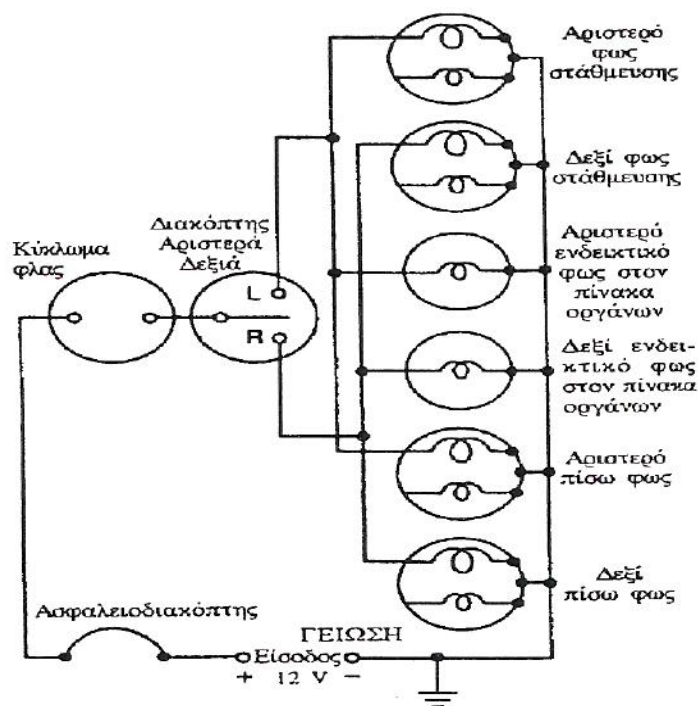 Αριστερό
φως
στάθμευσης
Δεξί φως
στάθμευσης
Διακόπτης
Αριστερά
Δεξιά
Κύκλωμα
φλας
L
R
Αριστερό
ενδεικτικό
φως στον
πίνακα
οργάνων
Δεξί ενδει-
κτικό φως
στον πίνακα
οργάνων
Αριστερό
πίσω φως
Δεξί
πίσω φως
Ασφαλειοδιακόπτης
ΓΕΙΩΣΗ
Είσοδος
+ 12 V −